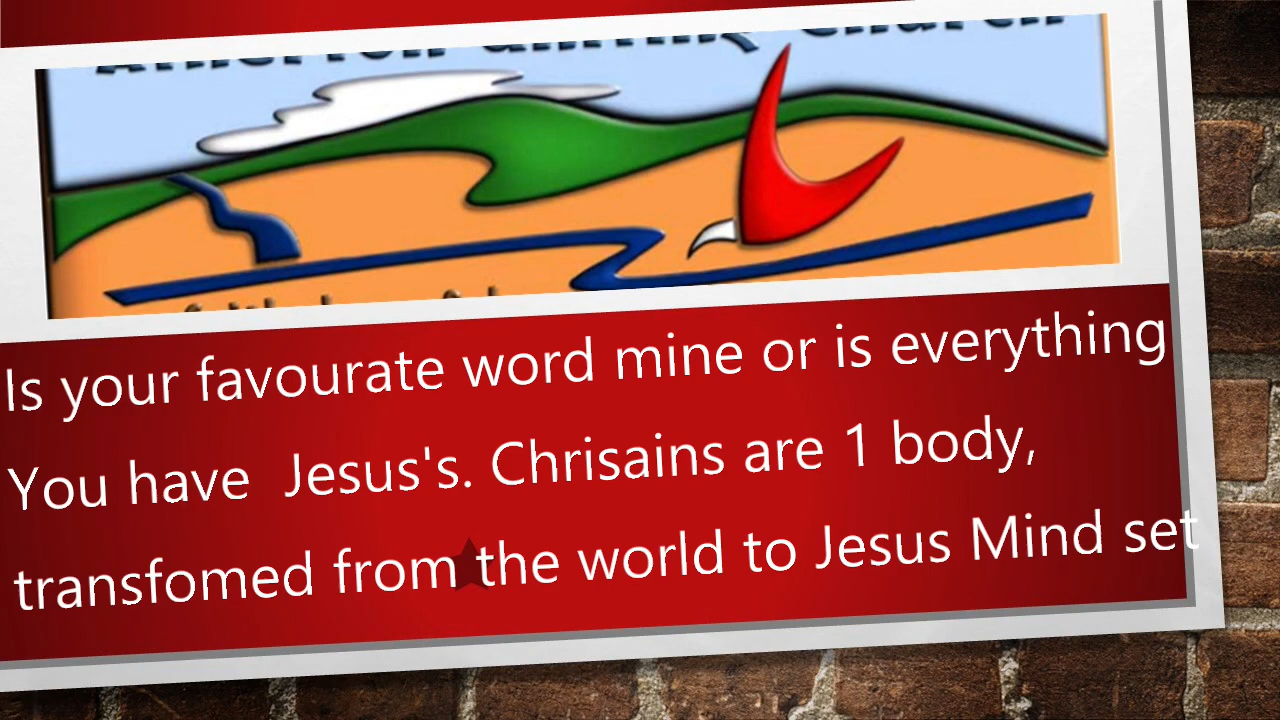 Church
Is your favourate word mine or is everything
You have Jesus's. Chrisains are 1 body,
transfomed from the world to Jesus Mind set